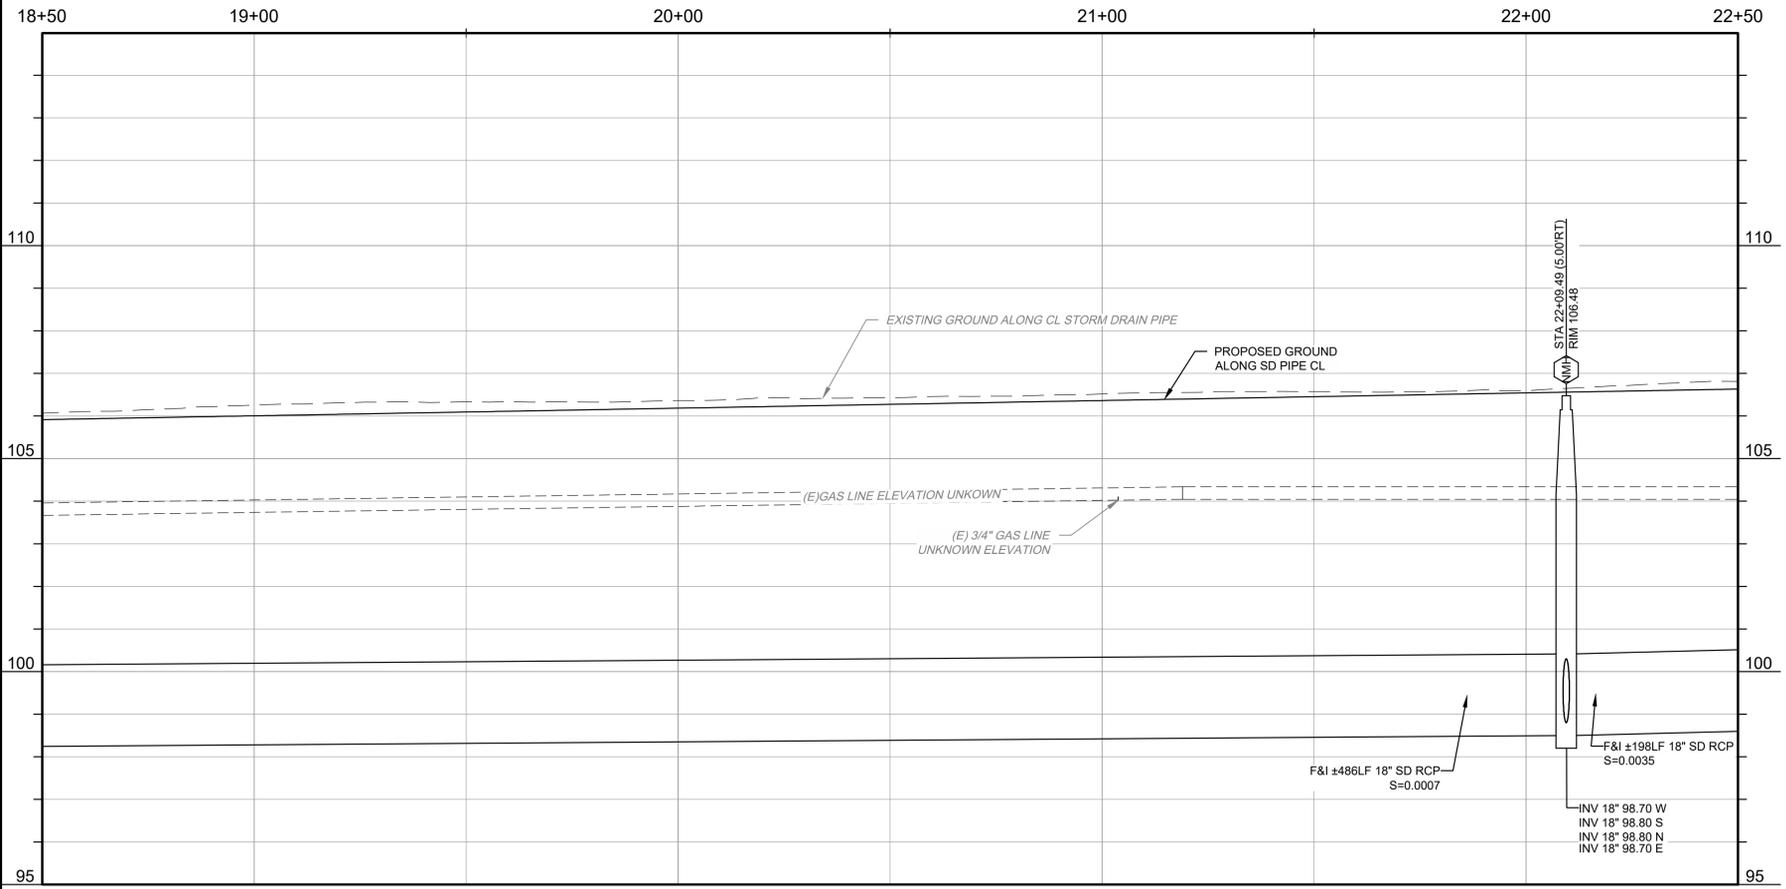 18+50 19+00 20+00 21+00 22+00 22+50
110 110
STA 22+09.49 (5.00'RT)
RIM 106.48
EXISTING GROUND ALONG CL STORM DRAIN PIPE
PROPOSED GROUND
ALONG SD PIPE CL
NMH
105 105
(E)GAS LINE ELEVATION UNKOWN
(E) 3/4" GAS LINE
UNKNOWN ELEVATION
100 100
F&I ±198LF 18" SD RCP
S=0.0035
F&I ±486LF 18" SD RCP
S=0.0007
INV 18" 98.70 W
INV 18" 98.80 S
INV 18" 98.80 N
INV 18" 98.70 E
95 95